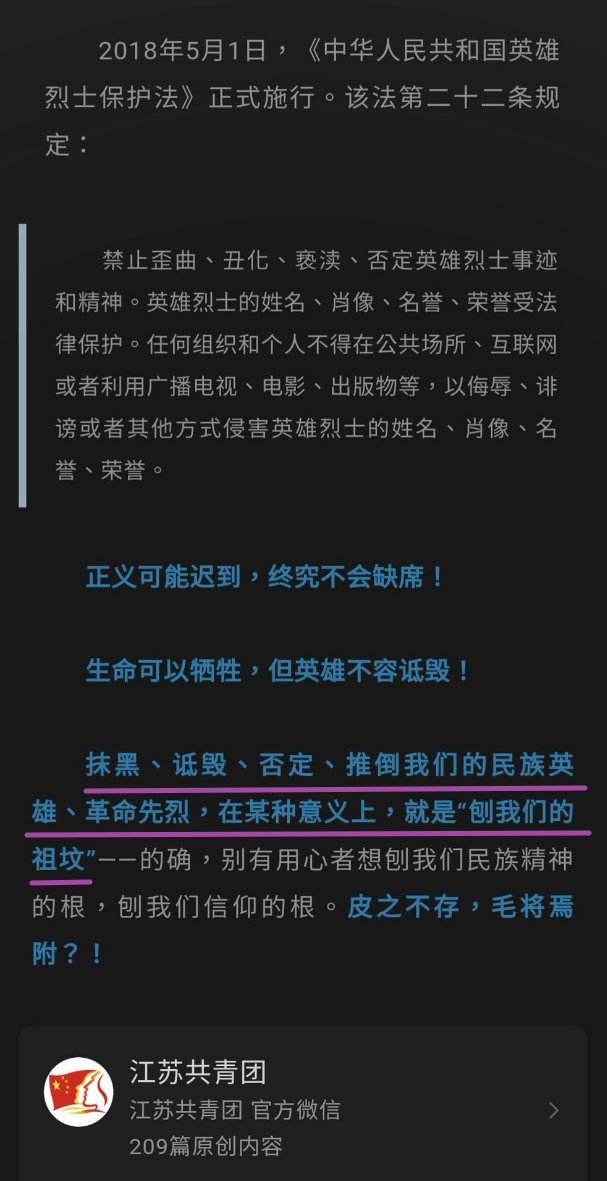 2018年5月1日，《中华人民共和国英雄
烈士保护法》正式施行。该法第二十二条规
定：
禁止歪曲、丑化、亵渎、否定英雄烈士事迹
和精神。英雄烈士的姓名、肖像、名誉、荣誉受法
律保护。任何组织和个人不得在公共场所、互联网
或者利用广播电视、电影、出版物等，以侮辱、诽
谤或者其他方式侵害英雄烈士的姓名、肖像、名
誉、荣誉。
正义可能迟到，终究不会缺席！
生命可以牺牲，但英雄不容诋毁！
抹黑、诋毁、否定、推倒我们的民族英
雄、革命先烈，在某种意义上，就是“刨我们的
祖坟”——的确，别有用心者想刨我们民族精神
的根，刨我们信仰的根。皮之不存，毛将焉
附？！
江苏共青团
江苏共青团 官方微信
209篇原创内容